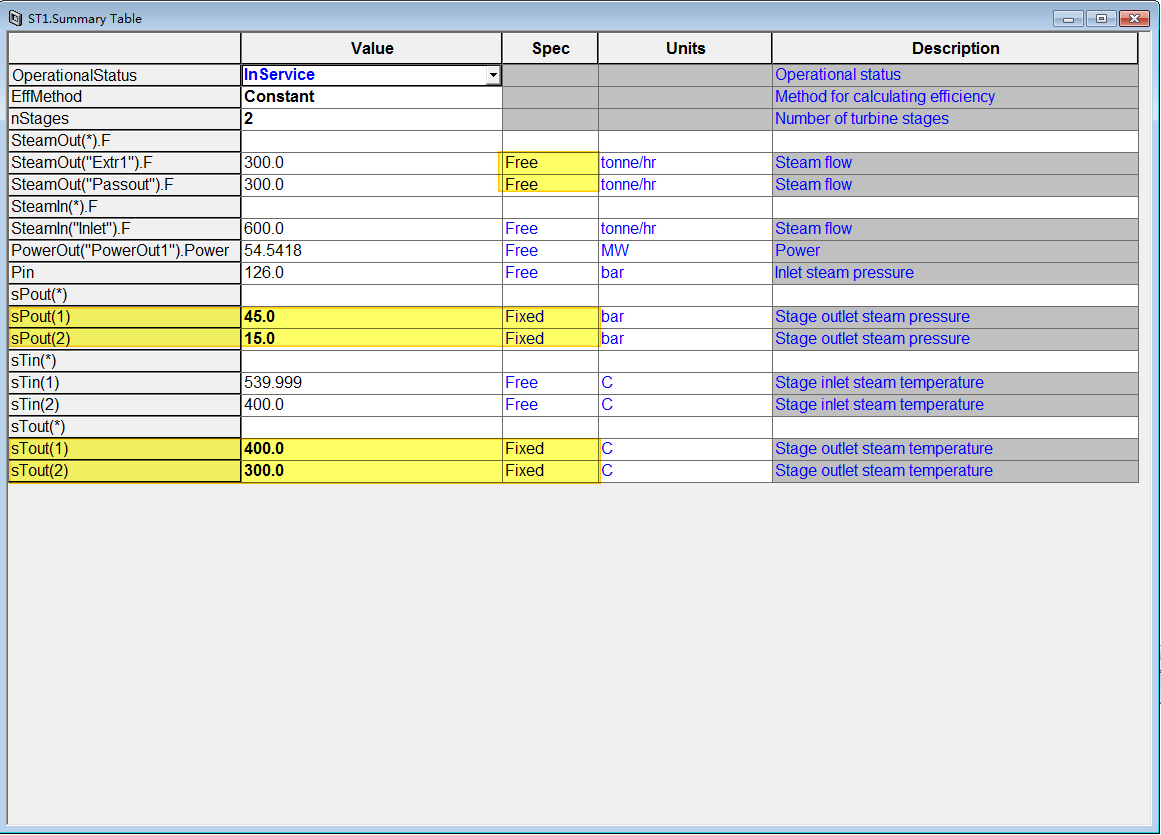 ST1.Summary Table
Value Spec Units Description
OperationalStatus InService Operational status
EffMethod Constant Method for calculating efficiency
nStages 2 Number of turbine stages
SteamOut(*).F
SteamOut("Extr1").F 300.0 Free tonne/hr Steam flow
SteamOut("Passout").F 300.0 Free tonne/hr Steam flow
SteamIn(*).F
SteamIn("Inlet").F 600.0 Free tonne/hr Steam flow
PowerOut("PowerOut1").Power 54.5418 Free MW Power
Pin 126.0 Free bar Inlet steam pressure
sPout(*)
sPout(1) 45.0 Fixed bar Stage outlet steam pressure
sPout(2) 15.0 Fixed bar Stage outlet steam pressure
sTin(*)
sTin(1) 539.999 Free C Stage inlet steam temperature
sTin(2) 400.0 Free C Stage inlet steam temperature
sTout(*)
sTout(1) 400.0 Fixed C Stage outlet steam temperature
sTout(2) 300.0 Fixed C Stage outlet steam temperature